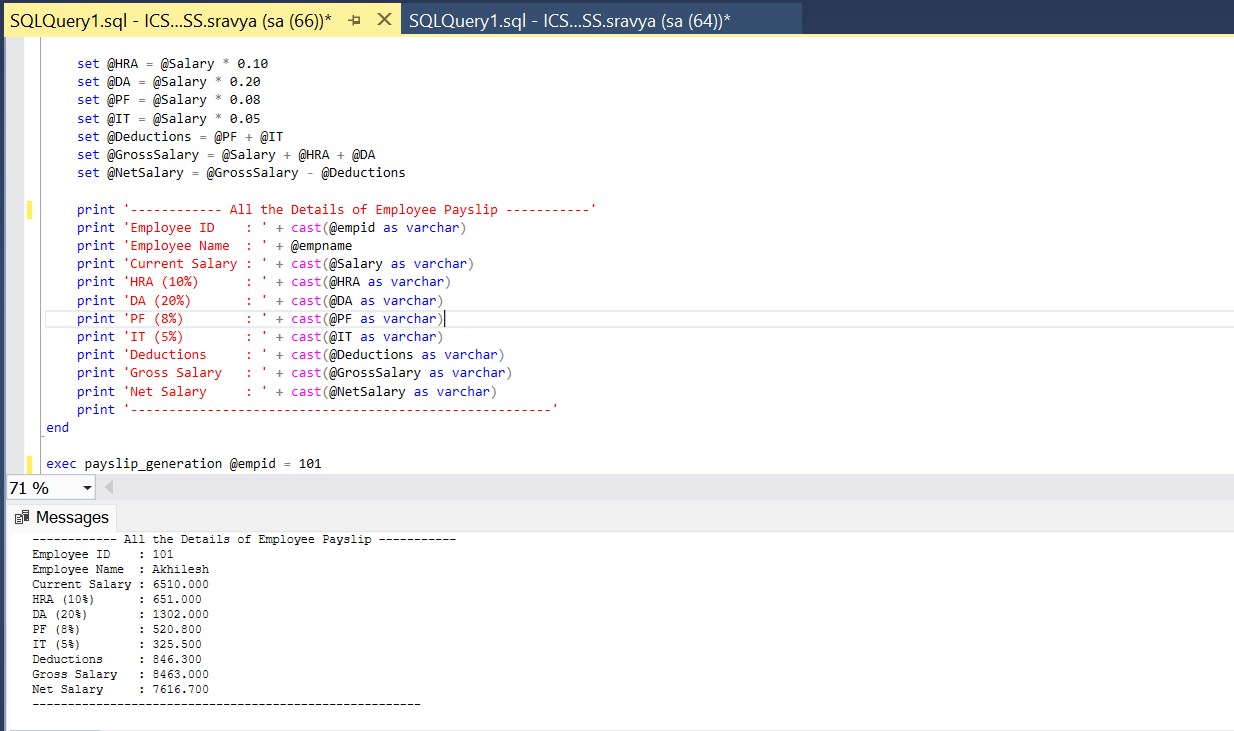 SQLQuery1.sql - ICS...SS.sravya (sa (66))* SQLQuery1.sql - ICS...SS.sravya (sa (64))*
set @HRA = @Salary * 0.10
set @DA = @Salary * 0.20
set @PF = @Salary * 0.08
set @IT = @Salary * 0.05
set @Deductions = @PF + @IT
set @GrossSalary = @Salary + @HRA + @DA
set @NetSalary = @GrossSalary - @Deductions
print '------------ All the Details of Employee Payslip -----------'
print 'Employee ID    : ' + cast(@empid as varchar)
print 'Employee Name  : ' + @empname
print 'Current Salary : ' + cast(@Salary as varchar)
print 'HRA (10%)      : ' + cast(@HRA as varchar)
print 'DA (20%)       : ' + cast(@DA as varchar)
print 'PF (8%)        : ' + cast(@PF as varchar)
print 'IT (5%)        : ' + cast(@IT as varchar)
print 'Deductions     : ' + cast(@Deductions as varchar)
print 'Gross Salary   : ' + cast(@GrossSalary as varchar)
print 'Net Salary     : ' + cast(@NetSalary as varchar)
print '-------------------------------------------------------'
end
exec payslip_generation @empid = 101
71 %
Messages
------------ All the Details of Employee Payslip -----------
Employee ID    : 101
Employee Name  : Akhilesh
Current Salary : 6510.000
HRA (10%)      : 651.000
DA (20%)       : 1302.000
PF (8%)        : 520.800
IT (5%)        : 325.500
Deductions     : 846.300
Gross Salary   : 8463.000
Net Salary     : 7616.700
-------------------------------------------------------